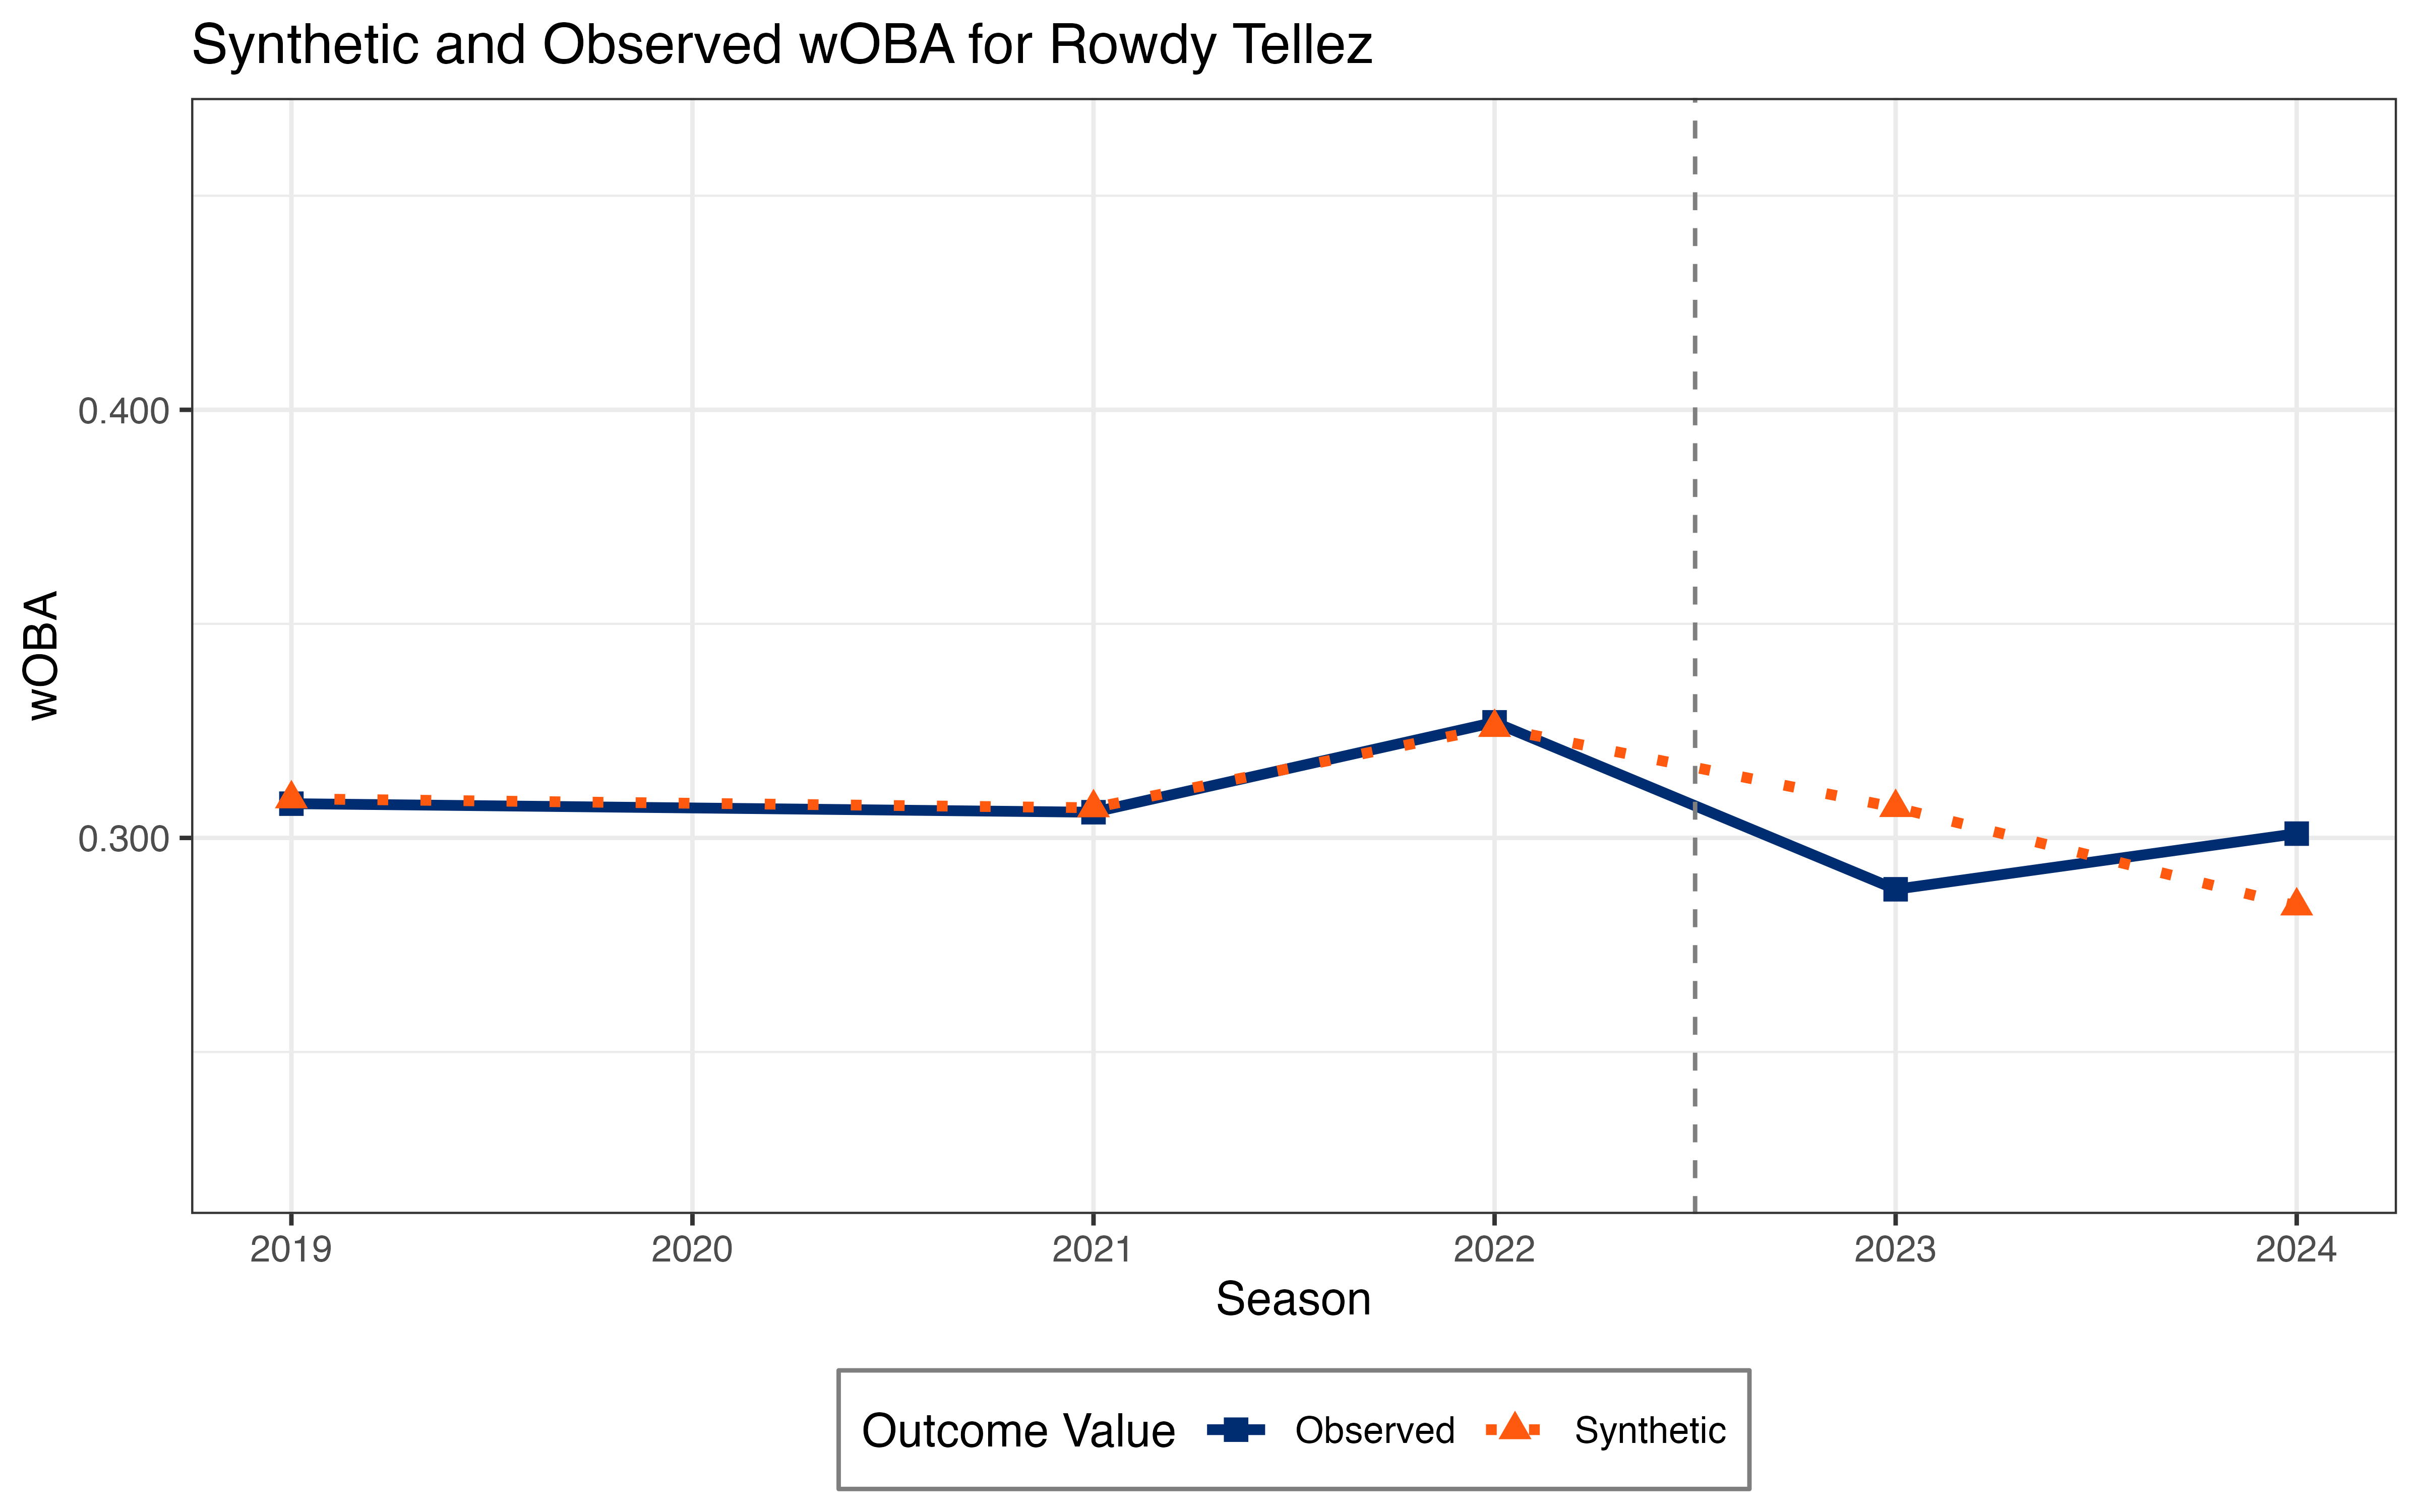 Synthetic and Observed wOBA for Rowdy Tellez
wOBA
0.400
0.300
2019 2020 2021 2022 2023 2024
Season
Outcome Value Observed Synthetic